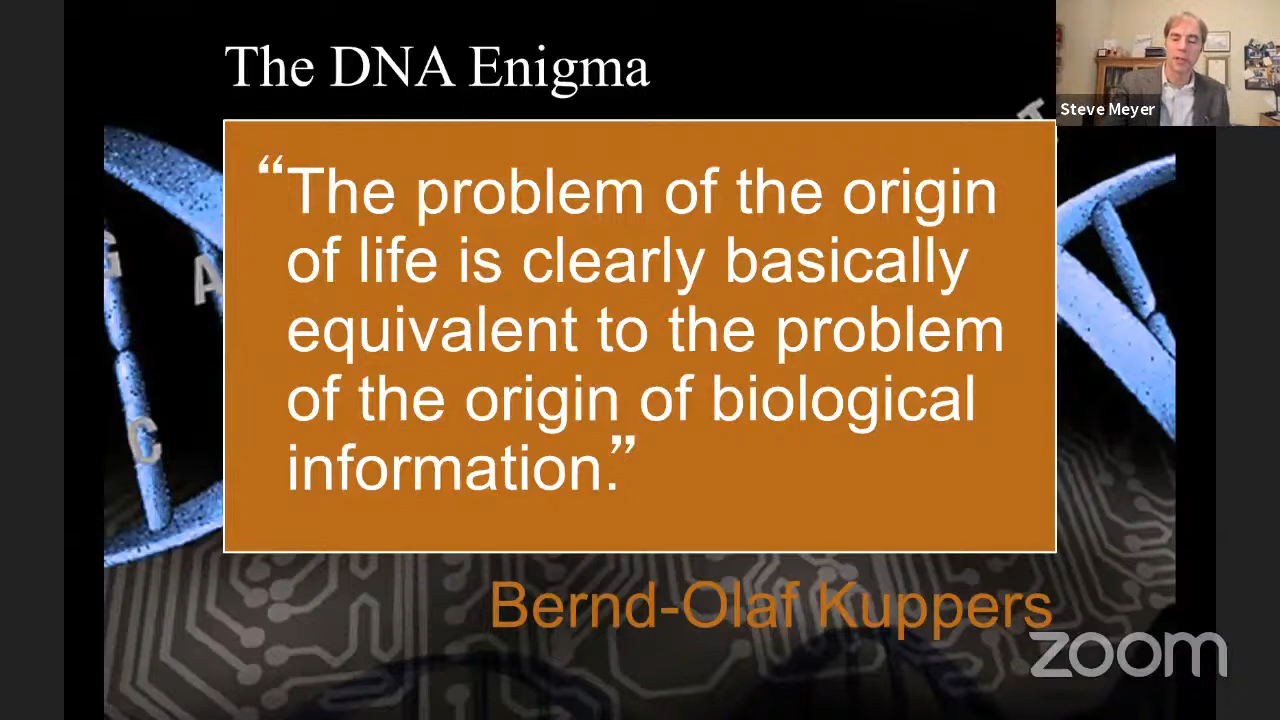 The DNA Enigma
Steve Meyer
“The problem of the origin
of life is clearly basically
equivalent to the problem
of the origin of biological
information.”
Bernd-Olaf Kuppers
zoom
G
A
T
C